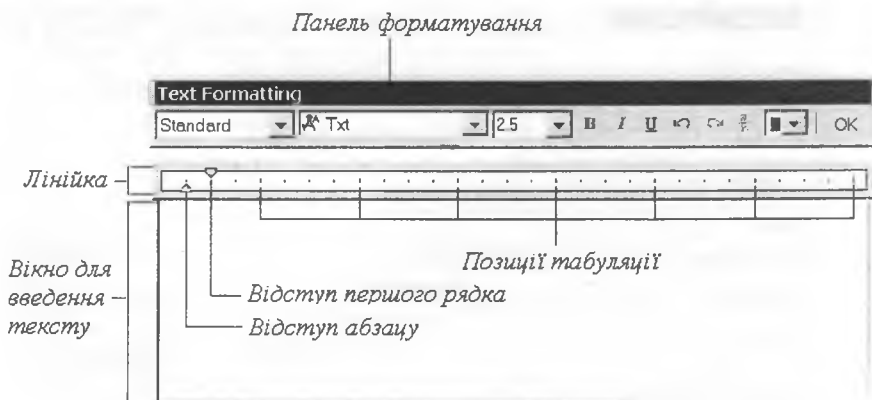 Панель форматування
Text Formatting
Standard Txt 2.5 B I U OK
Лінійка
Позиції табуляції
Вікно для
введення
тексту
Відступ першого рядка
Відступ абзацу